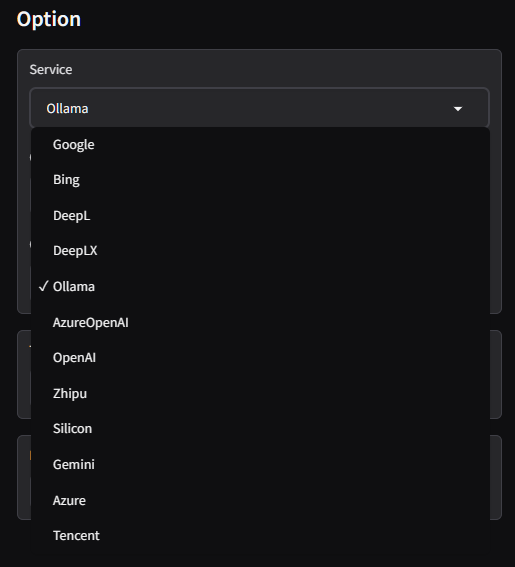 Option
Service
Ollama
Google
Bing
DeepL
DeepLX
✓ Ollama
AzureOpenAI
OpenAI
Zhipu
Silicon
Gemini
Azure
Tencent